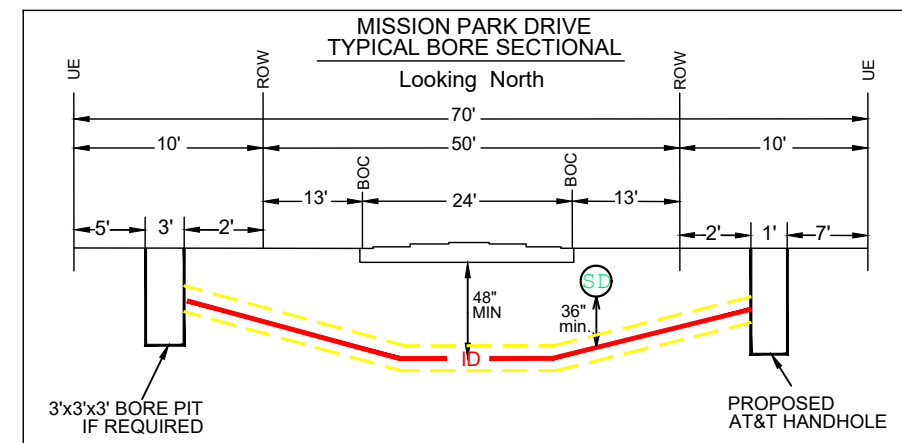 MISSION PARK DRIVE
TYPICAL BORE SECTIONAL
Looking North
UE
ROW
ROW
UE
70'
10'
50'
10'
BOC
BOC
13'
24'
13'
5'
3'
2'
2'
1'
7'
48"
MIN
SD
36"
min.
ID
3'x3'x3' BORE PIT
IF REQUIRED
PROPOSED
AT&T HANDHOLE